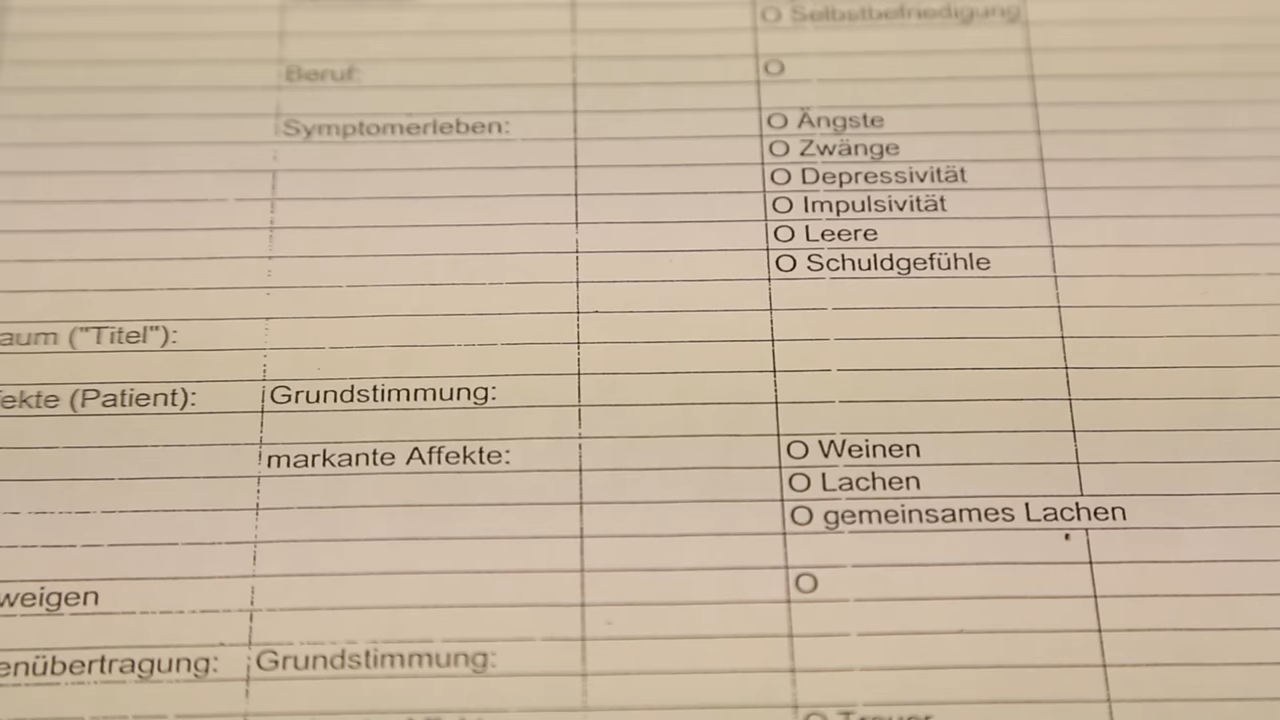 O Selbstbefriedigung
Beruf: O
Symptomerleben: O Ängste
O Zwänge
O Depressivität
O Impulsivität
O Leere
O Schuldgefühle
aum ("Titel"):
ekte (Patient): Grundstimmung:
markante Affekte: O Weinen
O Lachen
O gemeinsames Lachen
weigen O
enübertragung: Grundstimmung: